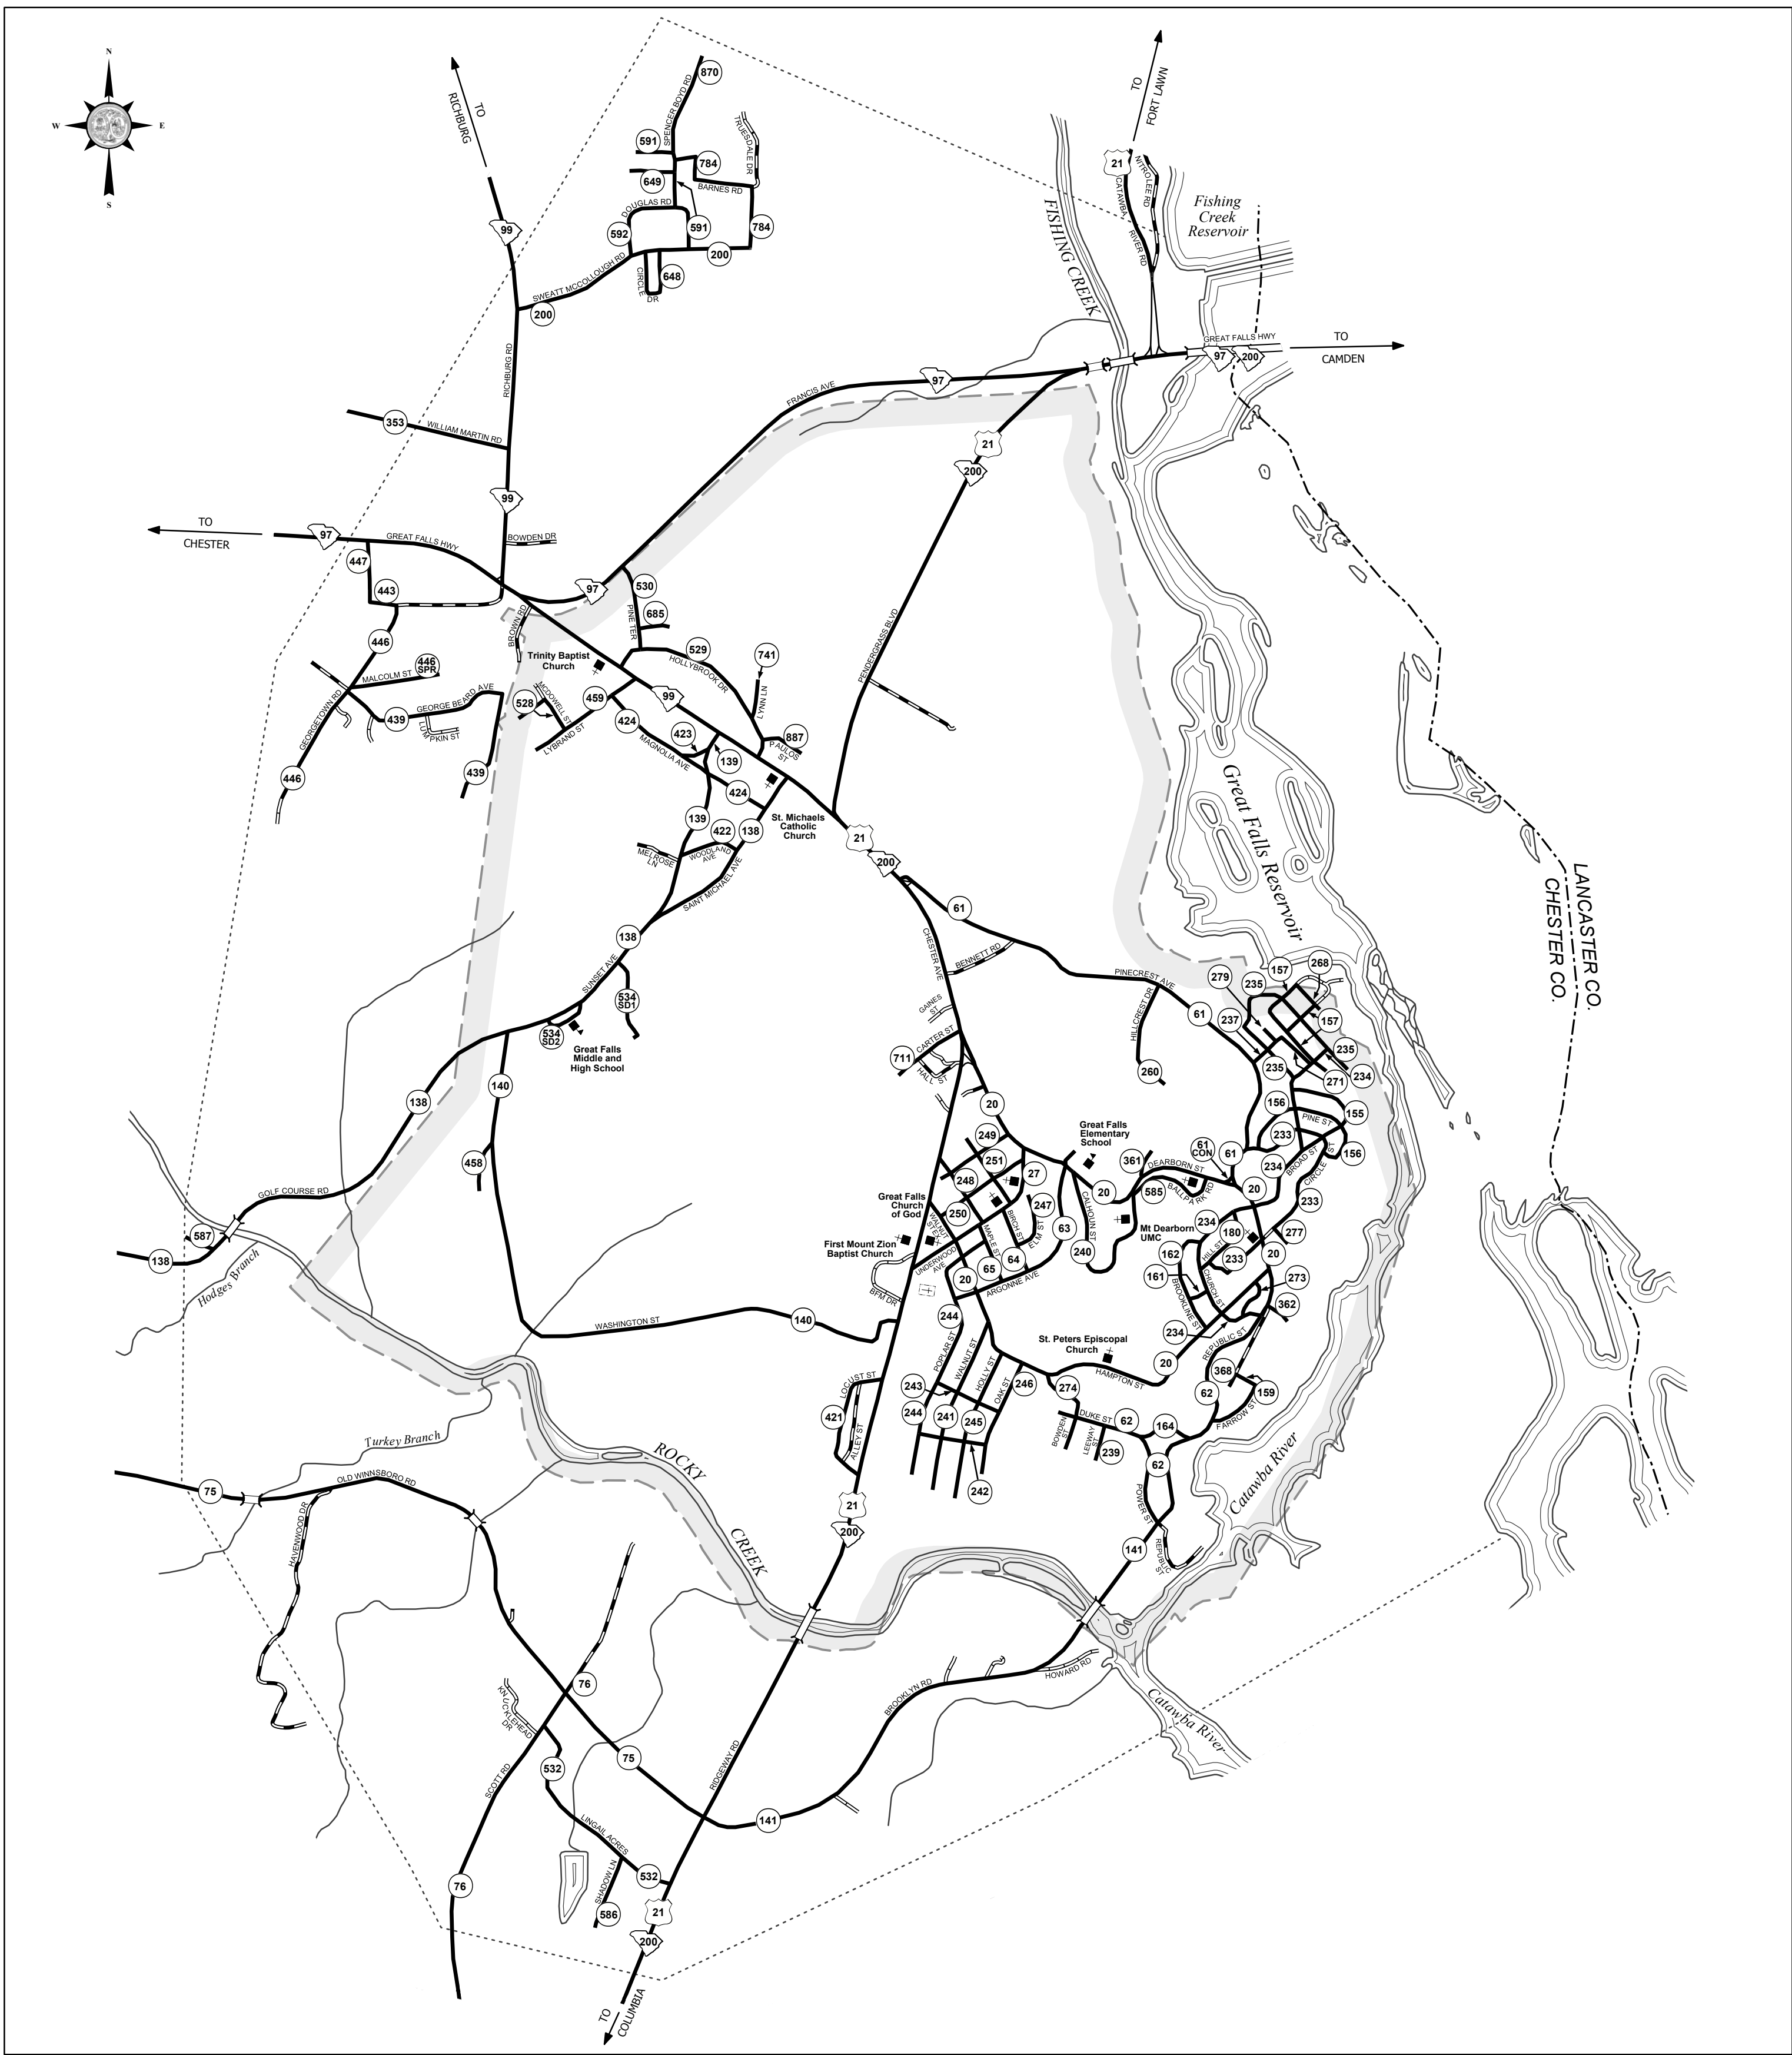 N
W
E
S
TO
RICHBURG
TO
FORT LAWN
870
SPENCER BOYD RD
TRUESDALE DR
591
784
649
BARNES RD
DOUGLAS RD
592
591
784
200
CIRCLE
DR
648
SWEATT MCCOLLOUGH RD
200
99
RICHBURG RD
21
CATAWBA
RIVER RD
NITROLEE RD
Fishing
Creek
Reservoir
FISHING CREEK
GREAT FALLS HWY
97
200
TO
CAMDEN
FRANCIS AVE
97
21
200
353
WILLIAM MARTIN RD
99
TO
CHESTER
97
GREAT FALLS HWY
BOWDEN DR
447
443
446
446
SPR
MALCOLM ST
GEORGETOWN RD
439
GEORGE BEARD AVE
LUMPKIN ST
446
439
BROWN RD
97
530
PINE TER
685
529
HOLLYBROOK DR
741
LYNN LN
887
PAULOS
ST
Trinity Baptist
Church
99
528
MCDOWELL ST
459
LYBRAND ST
424
MAGNOLIA AVE
423
139
424
139
422
138
WOODLAND
AVE
MELROSE
LN
SAINT MICHAEL AVE
St. Michaels
Catholic
Church
PENDERGRASS BLVD
21
200
61
CHESTER AVE
BENNETT RD
PINECREST AVE
Great Falls Reservoir
LANCASTER CO.
CHESTER CO.
138
SUNSET AVE
534
SD1
534
SD2
Great Falls
Middle and
High School
140
138
458
GOLF COURSE RD
587
138
Hodges Branch
WASHINGTON ST
140
GAINES
ST
CARTER ST
711
HALL ST
20
HILLCREST DR
260
61
279
235
157
268
237
157
235
235
271
234
156
155
PINE ST
233
156
234
BROAD ST
CIRCLE ST
233
61
CON
61
20
Great Falls
Elementary
School
361
DEARBORN ST
585
BALLPARK RD
20
CALHOUN ST
240
63
249
251
27
248
250
247
Great Falls
Church
of God
WALNUT
ST EX
First Mount Zion
Baptist Church
UNDERWOOD
AVE
MAPLE ST
BIRCH ST
ELM ST
65
64
20
ARGONNE AVE
BFM DR
Mt Dearborn
UMC
234
180
277
HILL ST
233
20
162
161
BROOKLINE ST
CHURCH ST
273
362
234
REPUBLIC ST
244
POPLAR ST
WALNUT ST
HOLLY ST
OAK ST
St. Peters Episcopal
Church
HAMPTON ST
20
368
159
62
FARROW ST
243
246
244
241
245
242
274
DUKE ST
62
164
BOWDEN
ST
LEEWAY
ST
239
62
POWER ST
REPUBLIC
ST
141
Catawba River
LOCUST ST
421
ALLEY ST
21
200
Turkey Branch
ROCKY
CREEK
75
OLD WINNSBORO RD
HAVENWOOD DR
76
KNUCKLEHEAD
DR
532
75
SCOTT RD
RIDGEWAY RD
141
BROOKLYN RD
HOWARD RD
Catawba River
LINGAIL ACRES
532
SHADOW LN
586
76
21
200
TO
COLUMBIA